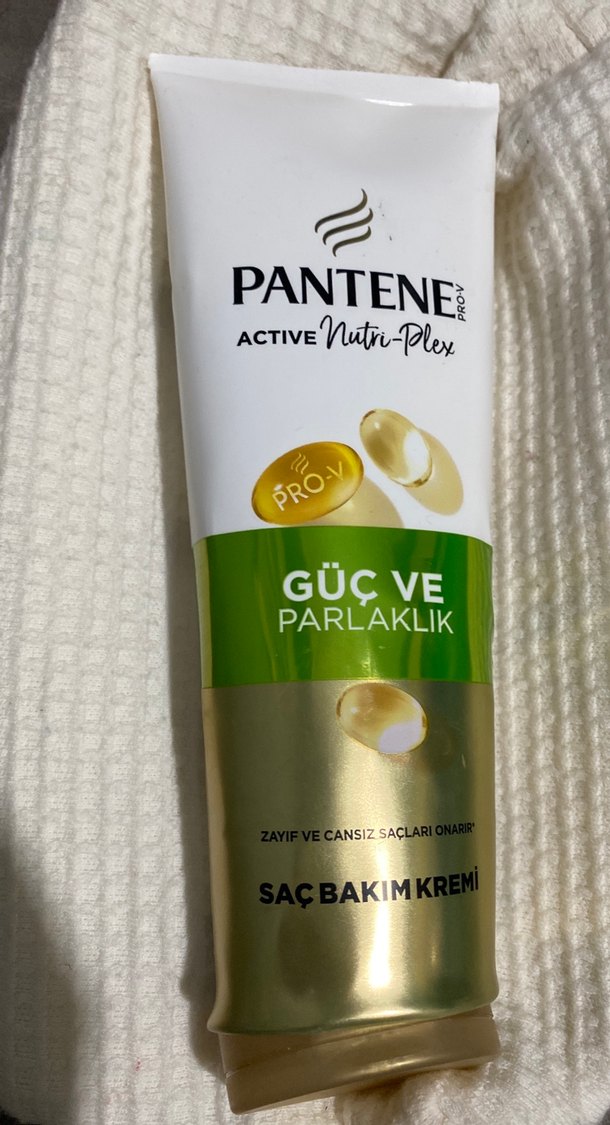 PANTENE
PRO-V
ACTIVE Nutri-Plex
PRO-V
GÜÇ VE
PARLAKLIK
ZAYIF VE CANSIZ SAÇLARI ONARIR*
SAÇ BAKIM KREMİ